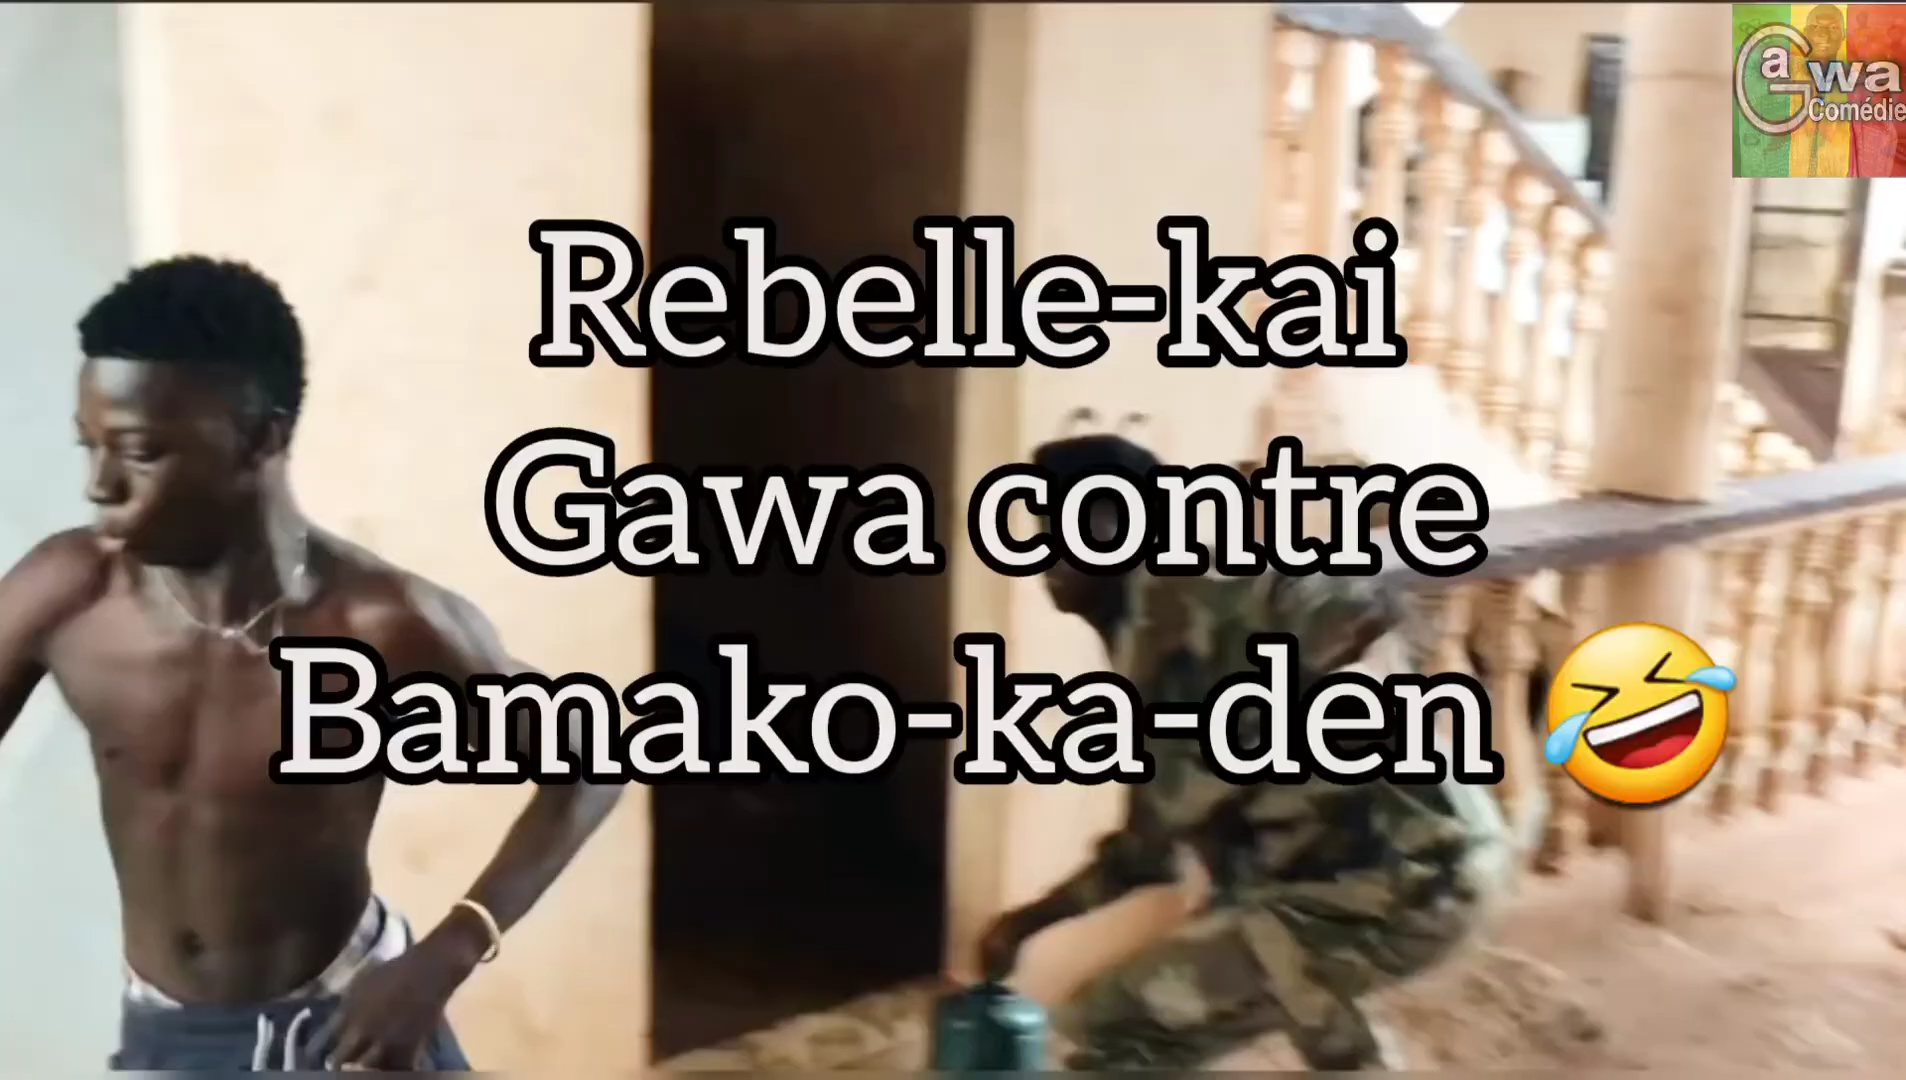 Gawa
Comédie
Rebelle-kai
Gawa contre
Bamako-ka-den 🤣